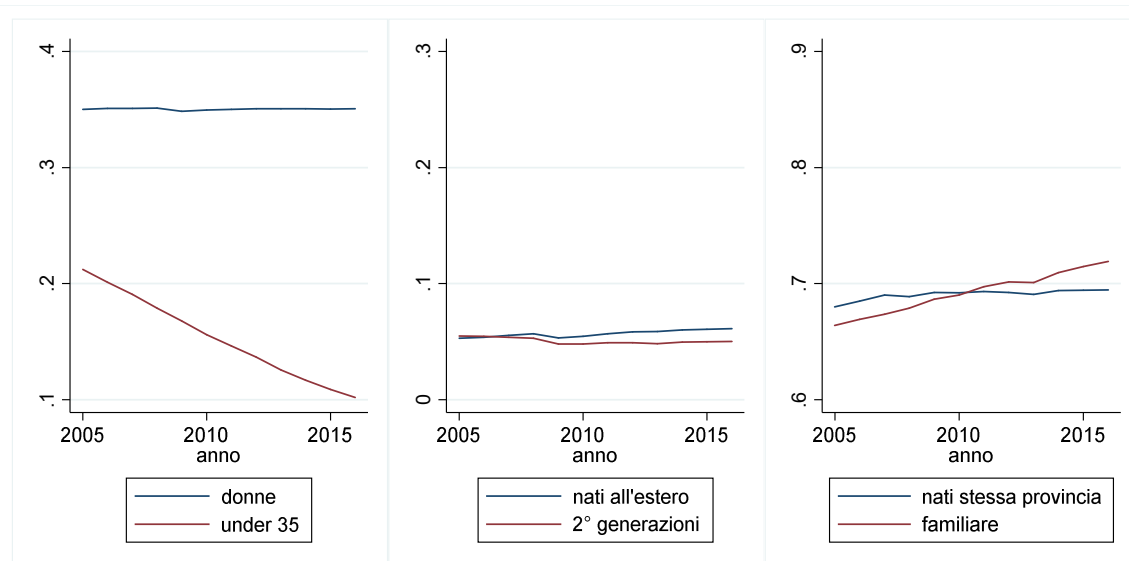 .4
.3
.2
.1
2005 2010 2015
anno
donne
under 35
.3
.2
.1
0
2005 2010 2015
anno
nati all'estero
2° generazioni
.9
.8
.7
.6
2005 2010 2015
anno
nati stessa provincia
familiare